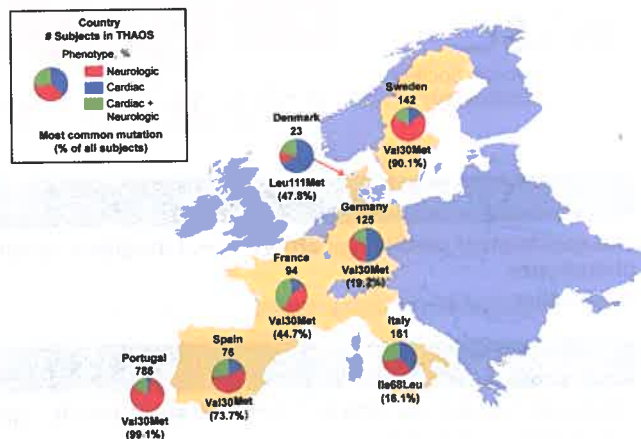 Country
# Subjects in THAOS
Phenotype, %
Neurologic
Cardiac
Cardiac +
Neurologic
Most common mutation
(% of all subjects)
Sweden
142
Val30Met
(90.1%)
Denmark
23
Leu111Met
(47.8%)
Germany
125
Val30Met
(19.2%)
France
94
Val30Met
(44.7%)
Italy
161
Ile68Leu
(16.1%)
Spain
76
Val30Met
(73.7%)
Portugal
786
Val30Met
(99.1%)